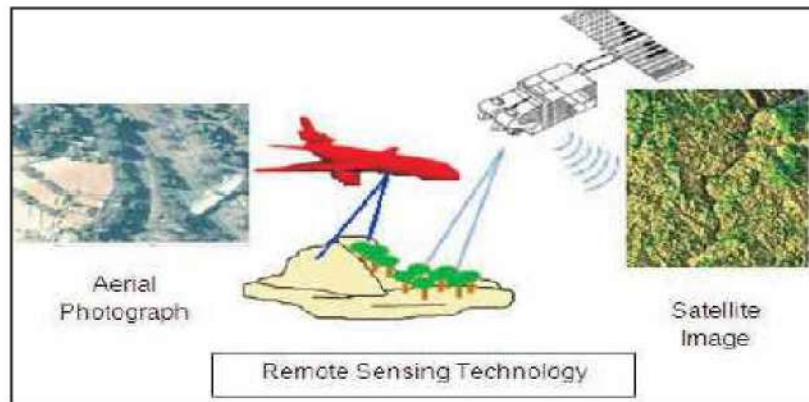 Aerial
Photograph
Satellite
Image
Remote Sensing Technology